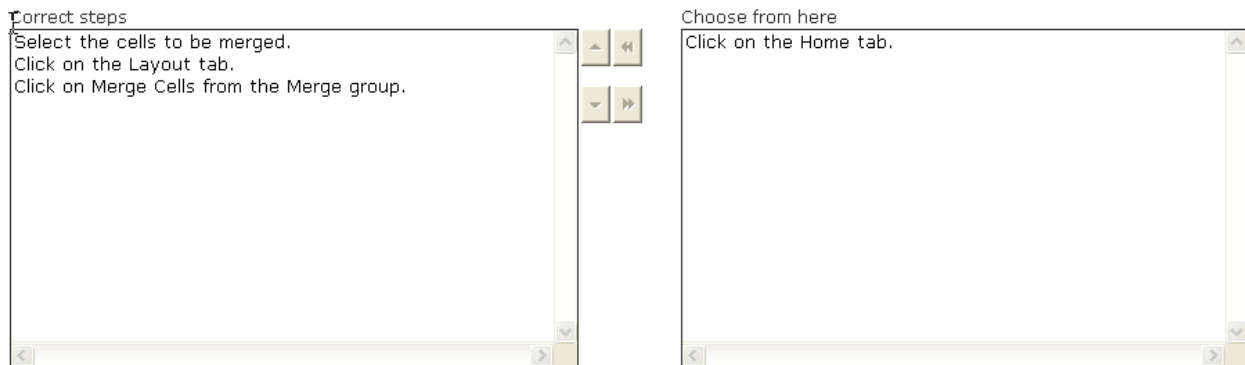 Correct steps
Select the cells to be merged.
Click on the Layout tab.
Click on Merge Cells from the Merge group.
Choose from here
Click on the Home tab.